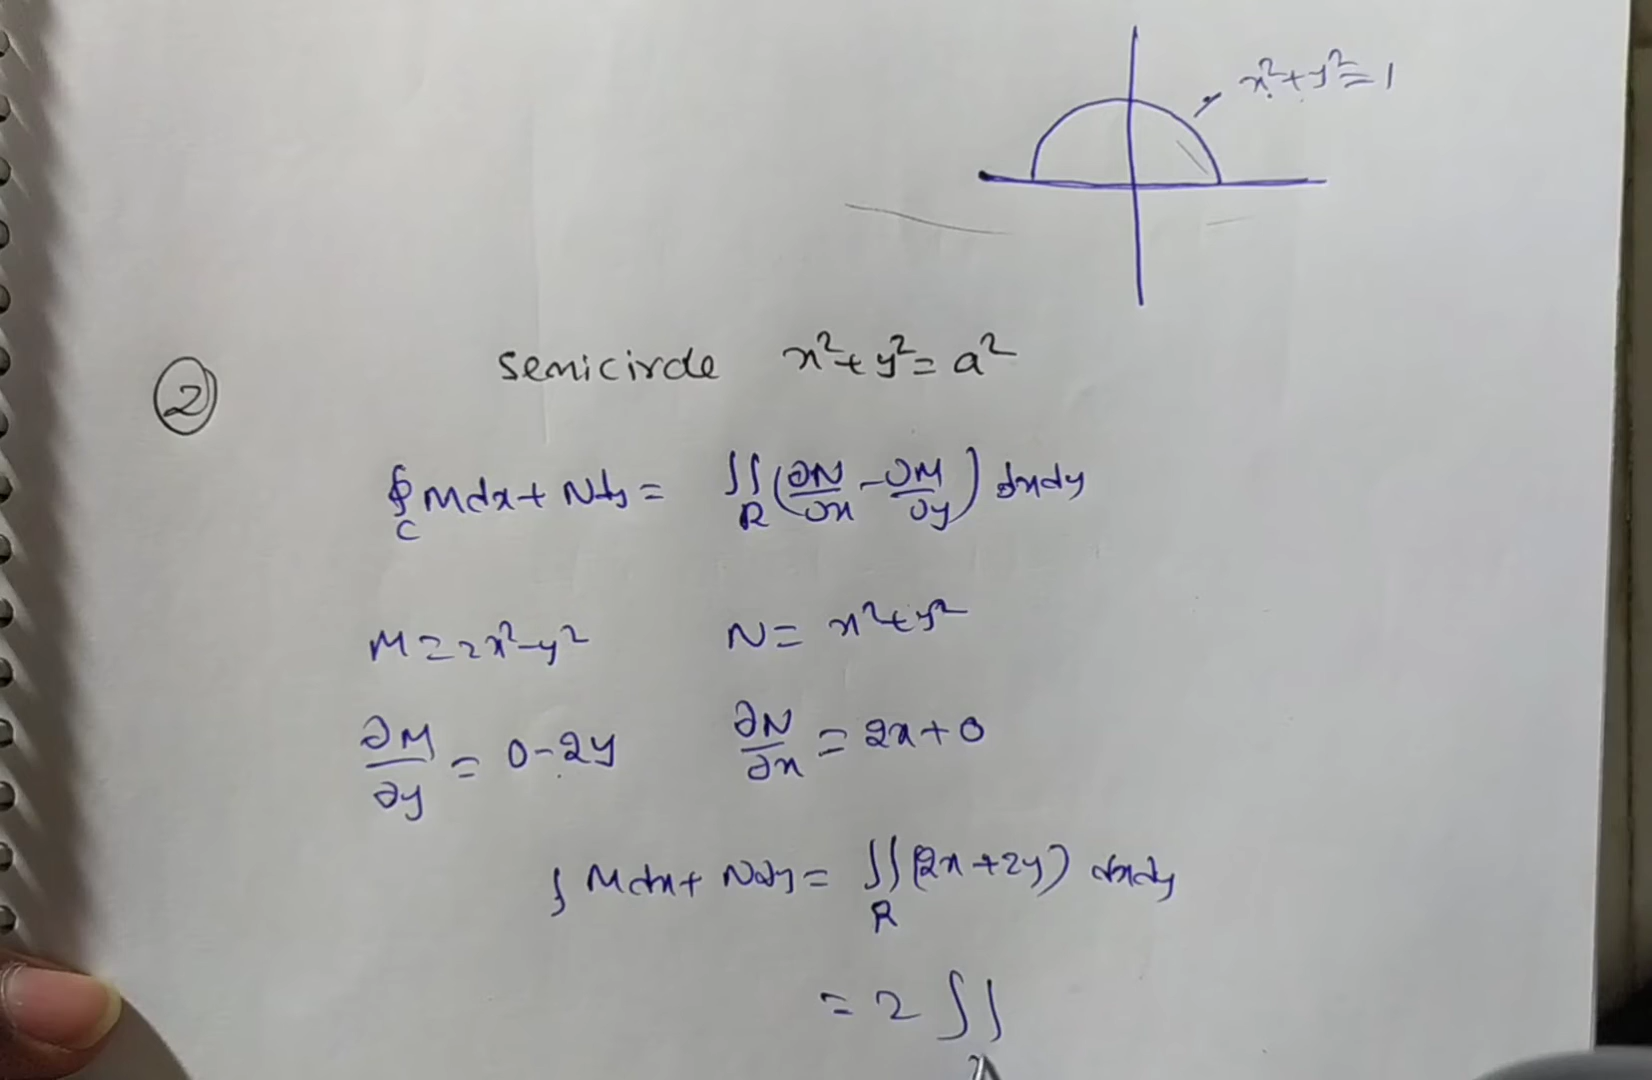 x²+y²=1
② semicircle x²+y²=a²
∮_C Mdx+Ndy = ∬_R (∂N/∂x - ∂M/∂y) dxdy
M=2x²-y² N= x²+y²
∂M/∂y = 0-2y ∂N/∂x = 2x+0
∫ Mdx+Ndy = ∬_R (2x+2y) dxdy
= 2 ∬